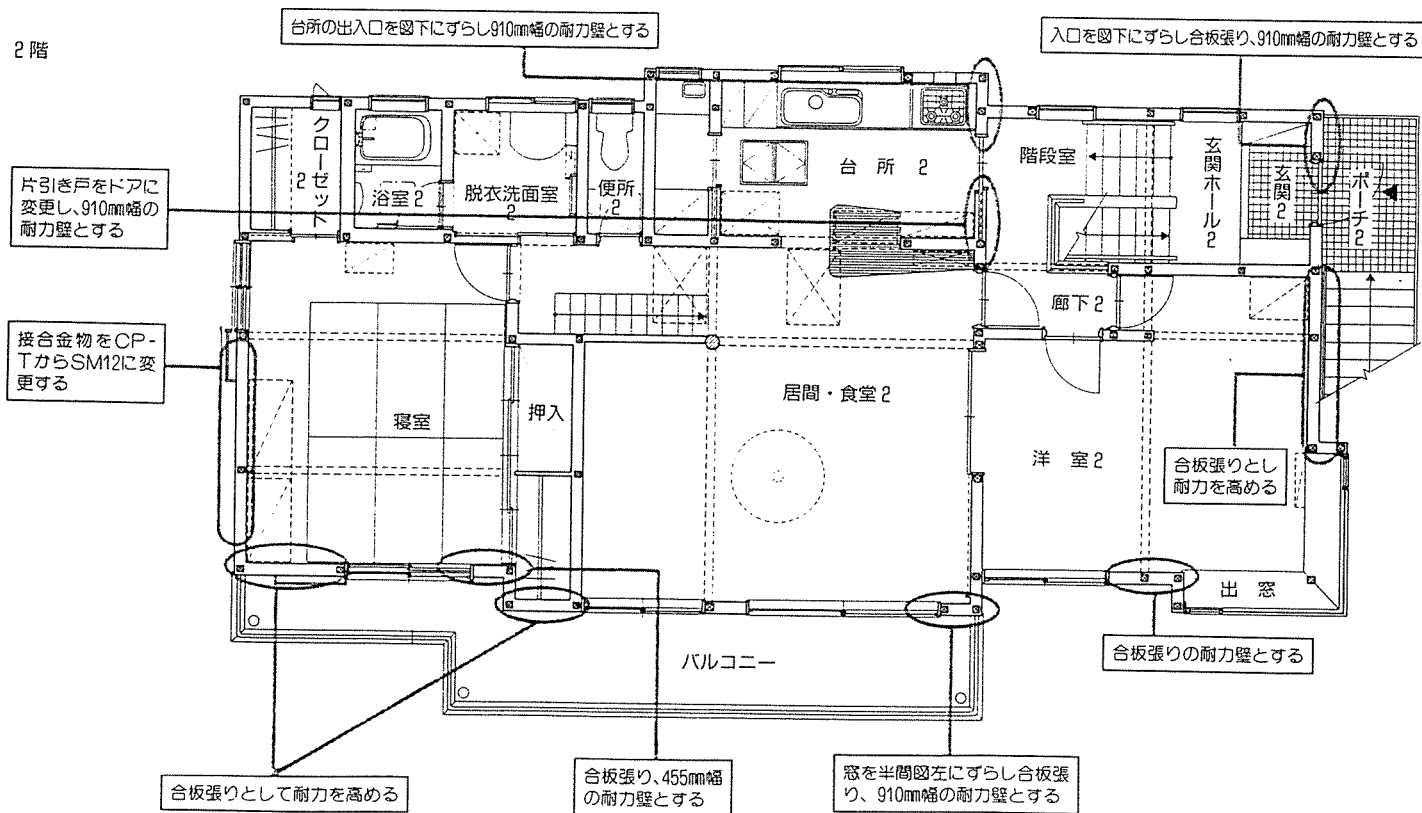 2階
台所の出入口を図下にずらし910mm幅の耐力壁とする
入口を図下にずらし合板張り、910mm幅の耐力壁とする
片引き戸をドアに
変更し、910mm幅の
耐力壁とする
クローゼット
2
浴室2
脱衣洗面室
2
便所
2
台所 2
階段室
玄関ホール2
玄関2
ポーチ2
廊下2
接合金物をCP-
TからSM12に変
更する
寝室
押入
居間・食堂2
洋室2
合板張りとし
耐力を高める
出窓
バルコニー
合板張りの耐力壁とする
合板張りとして耐力を高める
合板張り、455mm幅
の耐力壁とする
窓を半間図左にずらし合板張
り、910mm幅の耐力壁とする